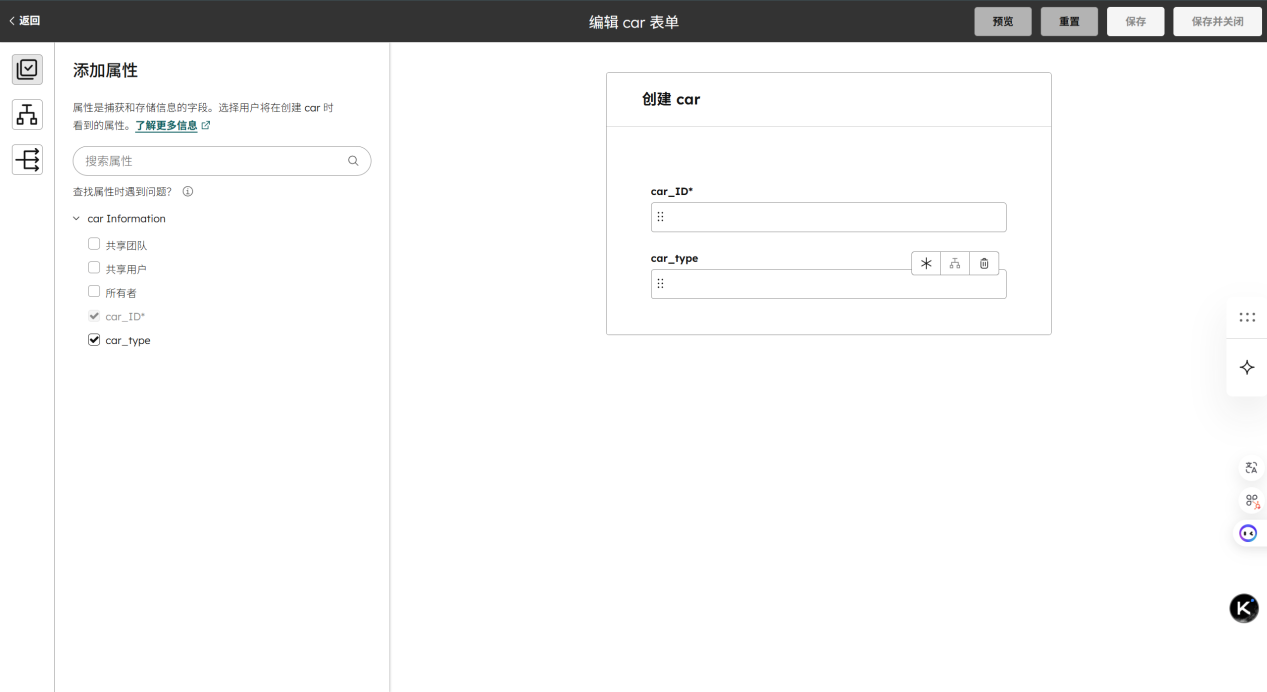 返回
编辑 car 表单
预览
重置
保存
保存并关闭
添加属性
属性是捕获和存储信息的字段。选择用户将在创建 car 时
看到的属性。了解更多信息
搜索属性
查找属性时遇到问题?
car Information
共享团队
共享用户
所有者
car_ID*
car_type
创建 car
car_ID*
car_type
K